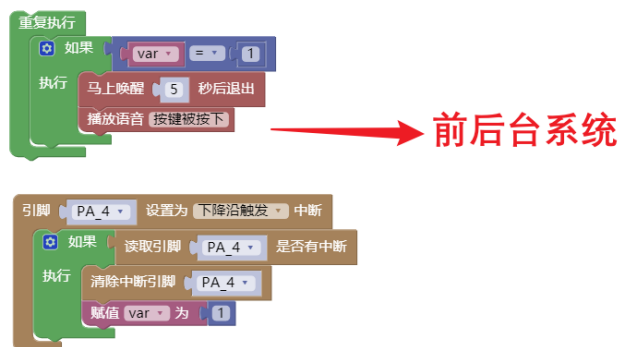 重复执行
如果 var = 1
执行 马上唤醒 5 秒后退出
播放语音 按键被按下
前后台系统
引脚 PA_4 设置为 下降沿触发 中断
如果 读取引脚 PA_4 是否有中断
执行 清除中断引脚 PA_4
赋值 var 为 1